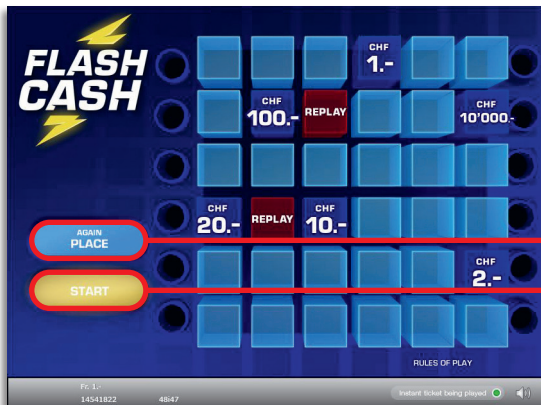 FLASH
CASH
CHF
1.-
CHF
100.-
REPLAY
CHF
10'000.-
CHF
20.-
REPLAY
CHF
10.-
AGAIN
PLACE
CHF
2.-
START
RULES OF PLAY
Fr. 1.-
14541822 48i47
Instant ticket being played